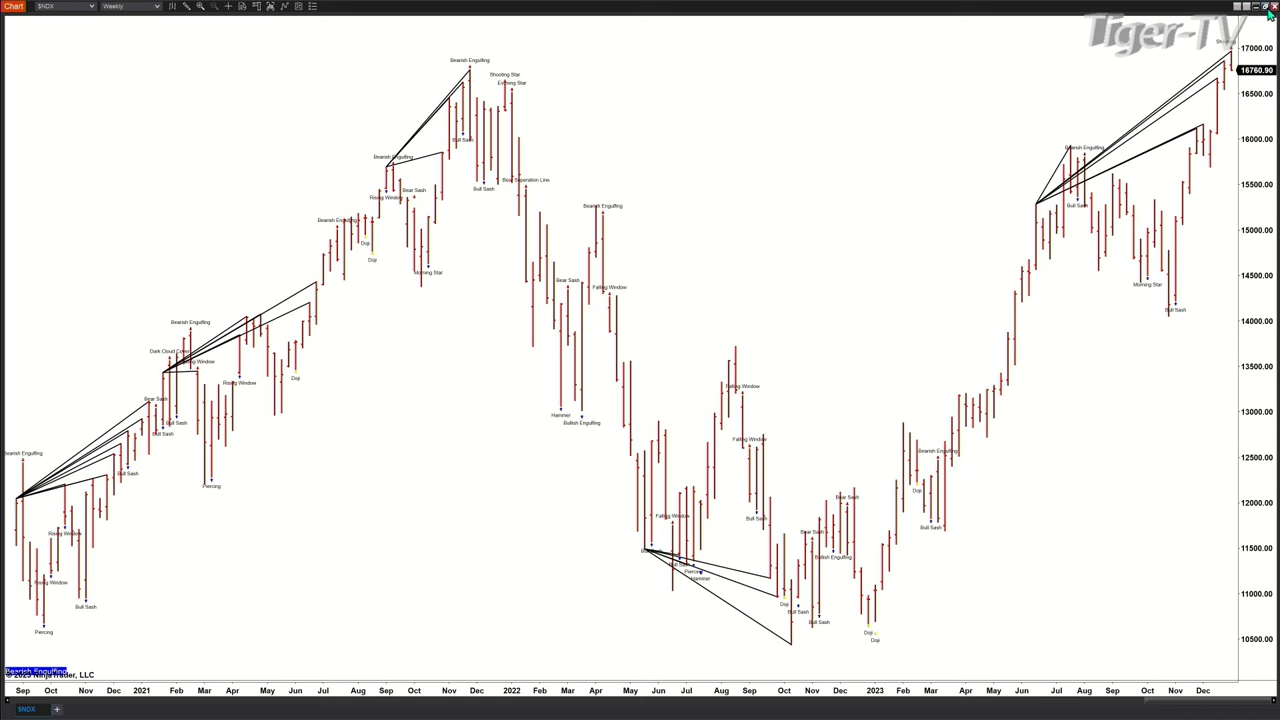 Chart $NDX Weekly
Tiger-TV
17000.00
16760.90
16500.00
16000.00
15500.00
15000.00
14500.00
14000.00
13500.00
13000.00
12500.00
12000.00
11500.00
11000.00
10500.00
Bearish Engulfing
Shooting Star
Evening Star
Bull Sash
Bearish Engulfing
Bear Separation Line
Bull Sash
Rising Window
Bear Sash
Bearish Engulfing
Doji
Doji
Morning Star
Bearish Engulfing
Bear Sash
Falling Window
Bearish Engulfing
Bull Sash
Morning Star
Bull Sash
Bearish Engulfing
Dark Cloud Cover
Rising Window
Doji
Bear Sash
Bull Sash
Bull Sash
Hammer
Bullish Engulfing
Falling Window
Falling Window
Bearish Engulfing
Bull Sash
Piercing
Bearish Engulfing
Doji
Bear Sash
Bull Sash
Falling Window
Bull Sash
Rising Window
Bear Sash
Bullish Engulfing
Piercing
Hammer
Rising Window
Bull Sash
Doji
Bull Sash
Bull Sash
Piercing
Doji
Doji
Bearish Engulfing
© 2023 NinjaTrader, LLC
Sep Oct Nov Dec 2021 Feb Mar Apr May Jun Jul Aug Sep Nov Dec 2022 Feb Mar Apr May Jun Jul Aug Sep Oct Nov Dec 2023 Feb Mar Apr May Jun Jul Aug Sep Oct Nov Dec
$NDX +